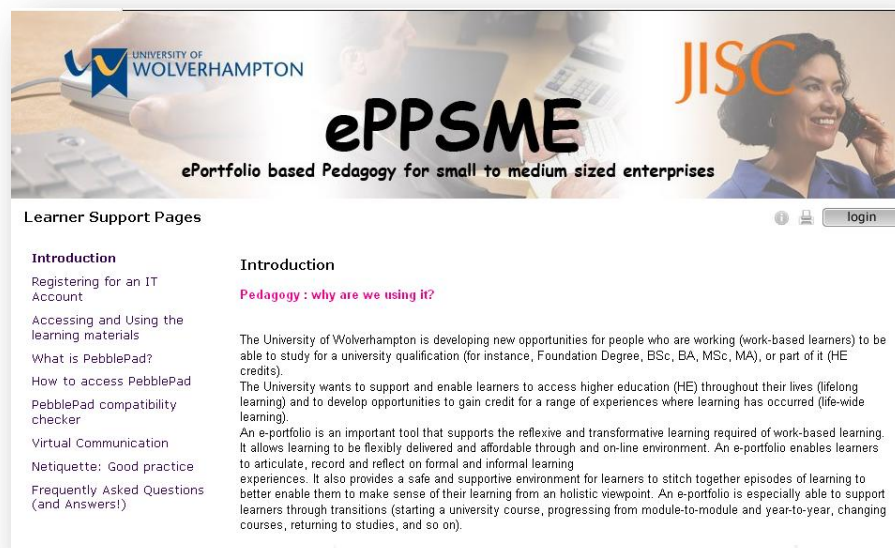 UNIVERSITY OF
WOLVERHAMPTON
JISC
ePPSME
ePortfolio based Pedagogy for small to medium sized enterprises
Learner Support Pages
login
Introduction
Registering for an IT
Account
Accessing and Using the
learning materials
What is PebblePad?
How to access PebblePad
PebblePad compatibility
checker
Virtual Communication
Netiquette: Good practice
Frequently Asked Questions
(and Answers!)
Introduction
Pedagogy : why are we using it?
The University of Wolverhampton is developing new opportunities for people who are working (work-based learners) to be
able to study for a university qualification (for instance, Foundation Degree, BSc, BA, MSc, MA), or part of it (HE
credits).
The University wants to support and enable learners to access higher education (HE) throughout their lives (lifelong
learning) and to develop opportunities to gain credit for a range of experiences where learning has occurred (life-wide
learning).
An e-portfolio is an important tool that supports the reflexive and transformative learning required of work-based learning.
It allows learning to be flexibly delivered and affordable through and on-line environment. An e-portfolio enables learners
to articulate, record and reflect on formal and informal learning
experiences. It also provides a safe and supportive environment for learners to stitch together episodes of learning to
better enable them to make sense of their learning from an holistic viewpoint. An e-portfolio is especially able to support
learners through transitions (starting a university course, progressing from module-to-module and year-to-year, changing
courses, returning to studies, and so on).